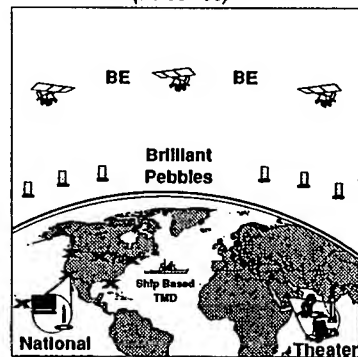 BE BE
Brilliant
Pebbles
Ship Based
TMD
National
Theater